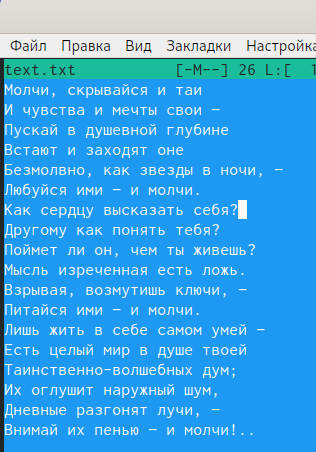 Файл Правка Вид Закладки Настройка
text.txt [-M--] 26 L:[ 1
Молчи, скрывайся и таи
И чувства и мечты свои –
Пускай в душевной глубине
Встают и заходят оне
Безмолвно, как звезды в ночи, –
Любуйся ими – и молчи.
Как сердцу высказать себя?
Другому как понять тебя?
Поймет ли он, чем ты живешь?
Мысль изреченная есть ложь.
Взрывая, возмутишь ключи, –
Питайся ими – и молчи.
Лишь жить в себе самом умей –
Есть целый мир в душе твоей
Таинственно-волшебных дум;
Их оглушит наружный шум,
Дневные разгонят лучи, –
Внимай их пенью – и молчи!..